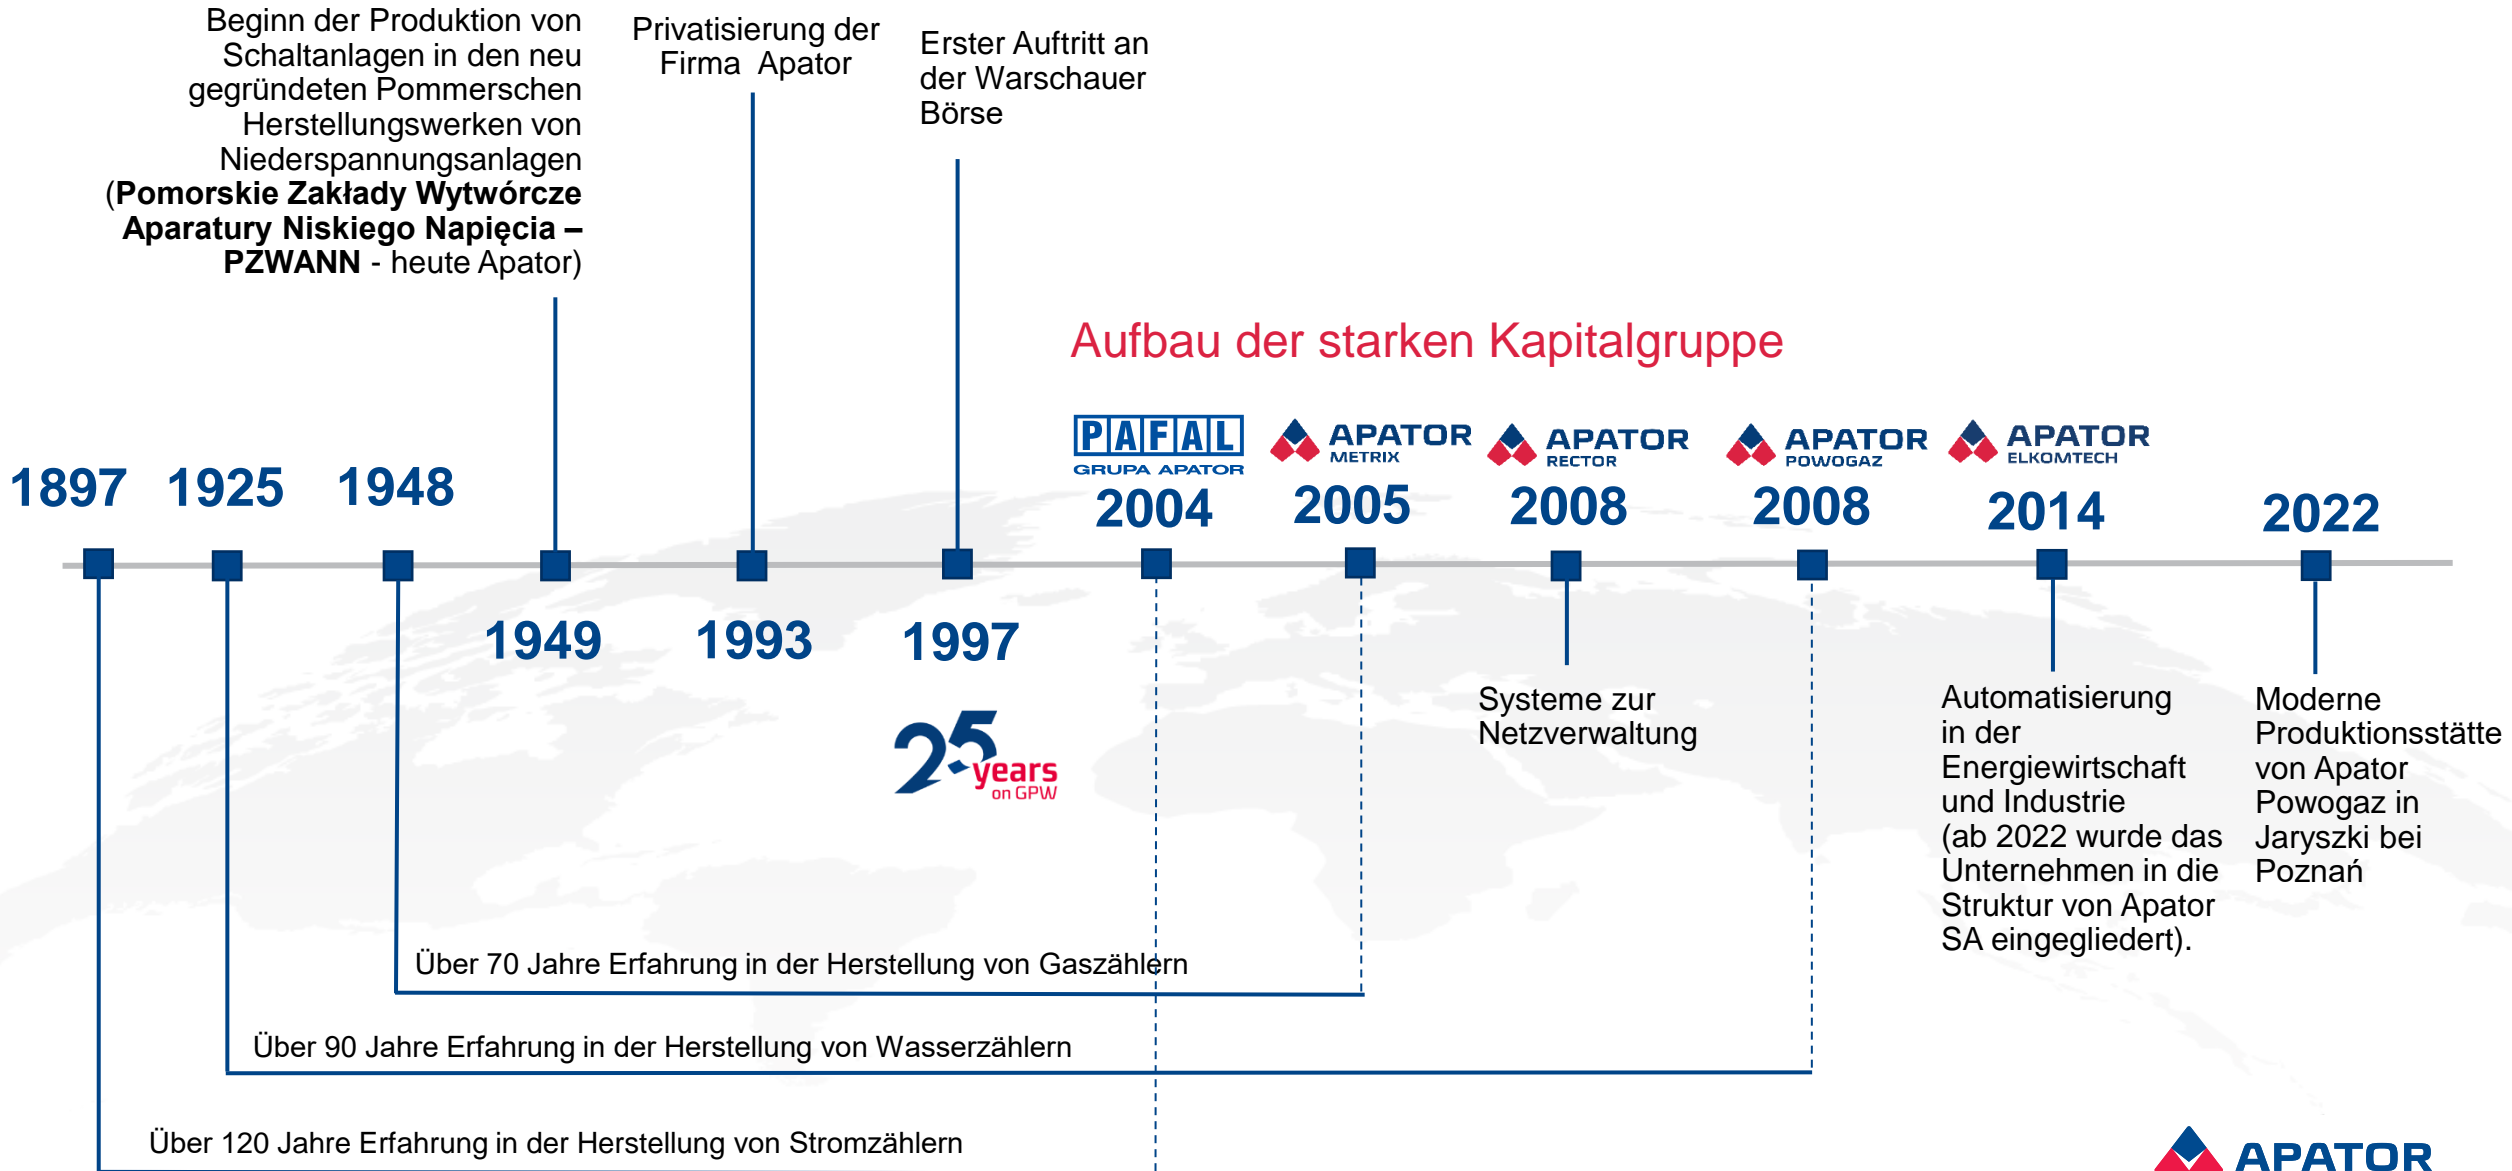 Beginn der Produktion von
Schaltanlagen in den neu
gegründeten Pommerschen
Herstellungswerken von
Niederspannungsanlagen
(Pomorskie Zakłady Wytwórcze
Aparatury Niskiego Napięcia –
PZWANN - heute Apator)
Privatisierung der
Firma Apator
Erster Auftritt an
der Warschauer
Börse
Aufbau der starken Kapitalgruppe
PAFAL
GRUPA APATOR
APATOR
METRIX
APATOR
RECTOR
APATOR
POWOGAZ
APATOR
ELKOMTECH
1897
1925
1948
2004
2005
2008
2008
2014
2022
1949
1993
1997
25
years
on GPW
Systeme zur
Netzverwaltung
Automatisierung
in der
Energiewirtschaft
und Industrie
(ab 2022 wurde das
Unternehmen in die
Struktur von Apator
SA eingegliedert).
Moderne
Produktionsstätte
von Apator
Powogaz in
Jaryszki bei
Poznań
Über 70 Jahre Erfahrung in der Herstellung von Gaszählern
Über 90 Jahre Erfahrung in der Herstellung von Wasserzählern
Über 120 Jahre Erfahrung in der Herstellung von Stromzählern
APATOR